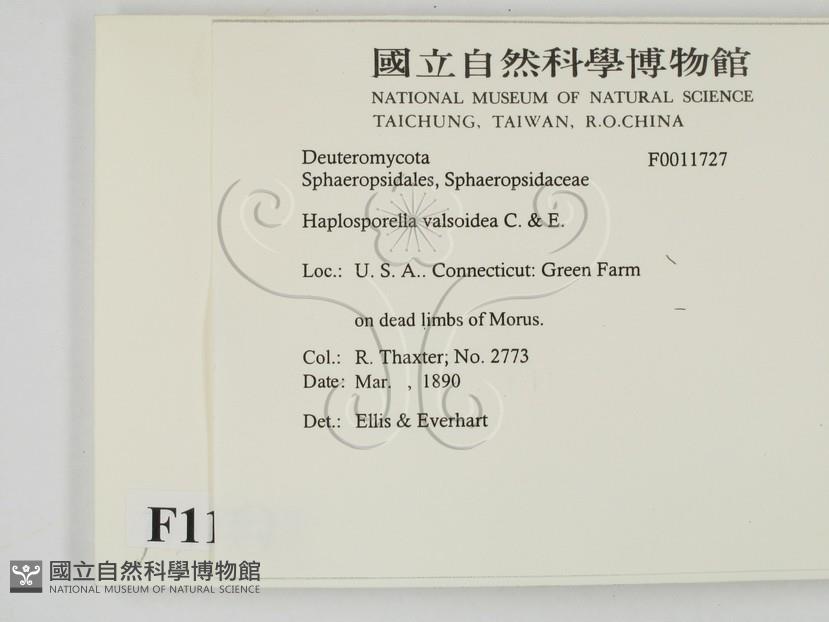 國立自然科學博物館
NATIONAL MUSEUM OF NATURAL SCIENCE
TAICHUNG, TAIWAN, R.O.CHINA
Deuteromycota F0011727
Sphaeropsidales, Sphaeropsidaceae
Haplosporella valsoidea C. & E.
Loc.: U. S. A.. Connecticut: Green Farm
on dead limbs of Morus.
Col.: R. Thaxter; No. 2773
Date: Mar. , 1890
Det.: Ellis & Everhart
F11
國立自然科學博物館
NATIONAL MUSEUM OF NATURAL SCIENCE